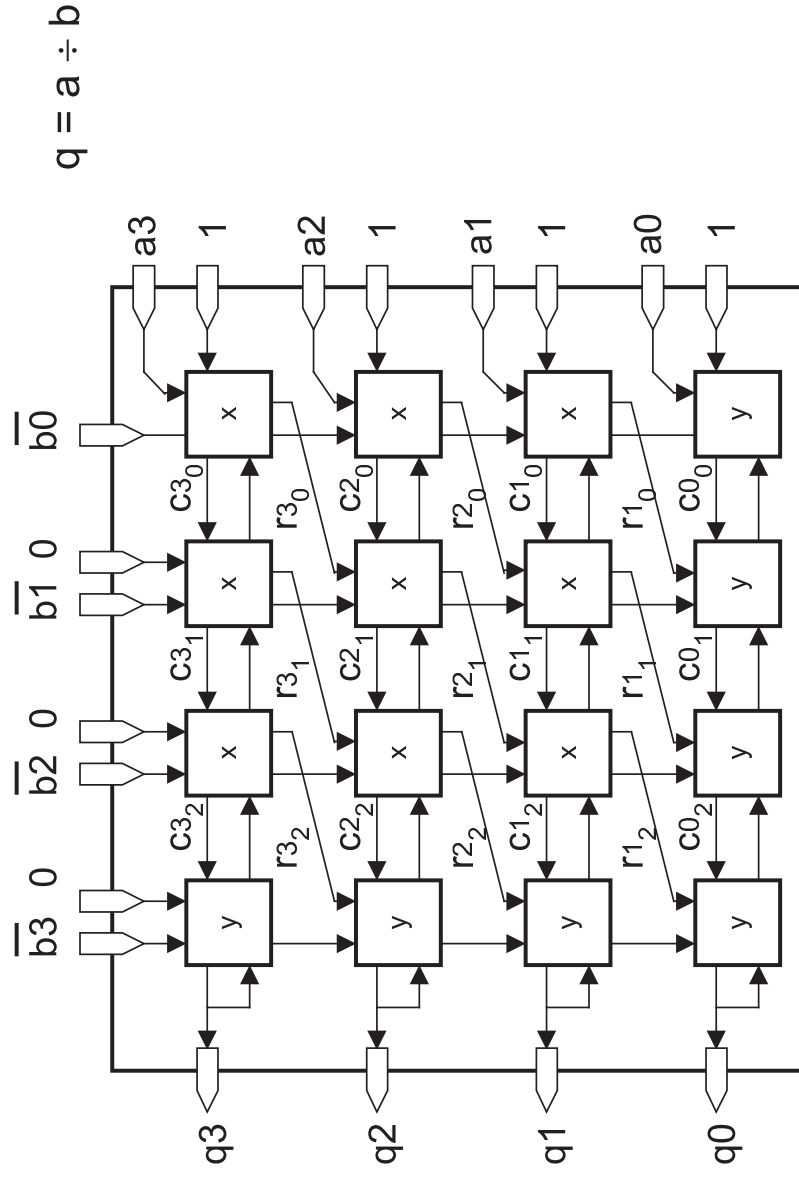 q = a ÷ b
b̅3̅ 0 b̅2̅ 0 b̅1̅ 0 b̅0̅
a3
q3 y c3₂ x c3₁ x c3₀ x 1
r3₂ r3₁ r3₀
a2
q2 y c2₂ x c2₁ x c2₀ x 1
r2₂ r2₁ r2₀
a1
q1 y c1₂ x c1₁ x c1₀ x 1
r1₂ r1₁ r1₀
a0
q0 y c0₂ y c0₁ y c0₀ y 1